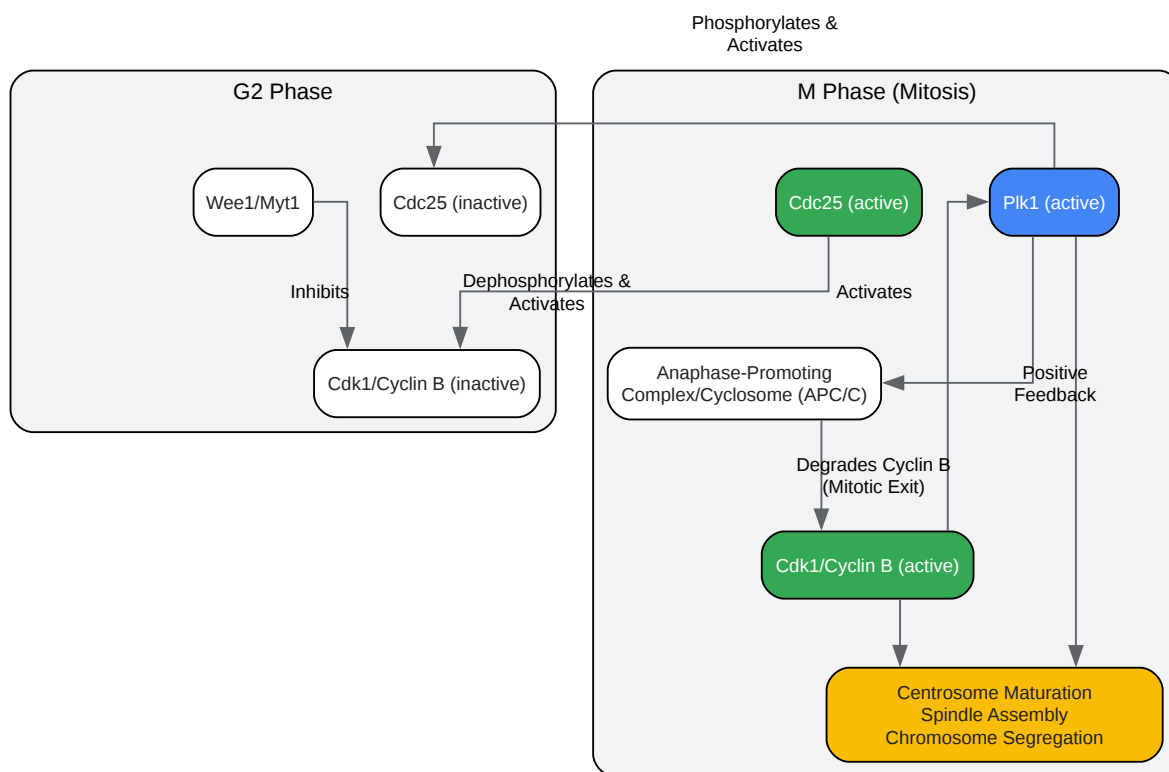 Phosphorylates &
Activates
G2 Phase
M Phase (Mitosis)
Wee1/Myt1
Cdc25 (inactive)
Cdc25 (active)
Plk1 (active)
Inhibits
Dephosphorylates &
Activates
Activates
Cdk1/Cyclin B (inactive)
Anaphase-Promoting
Complex/Cyclosome (APC/C)
Positive
Feedback
Degrades Cyclin B
(Mitotic Exit)
Cdk1/Cyclin B (active)
Centrosome Maturation
Spindle Assembly
Chromosome Segregation